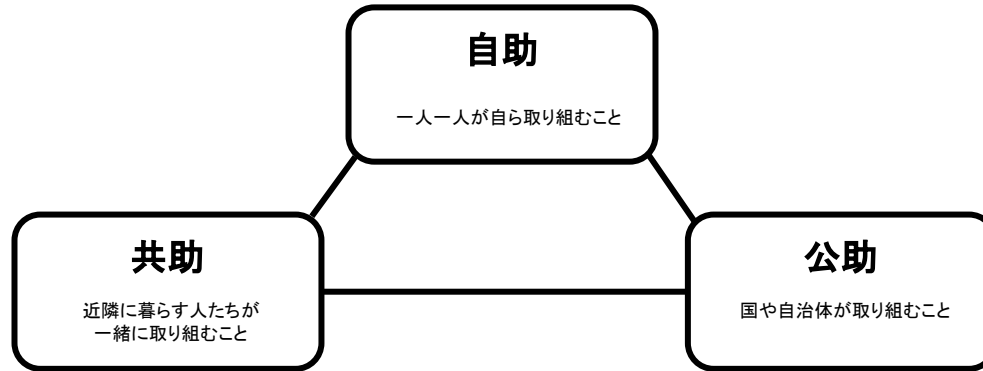 自助
一人一人が自ら取り組むこと
共助
近隣に暮らす人たちが
一緒に取り組むこと
公助
国や自治体が取り組むこと